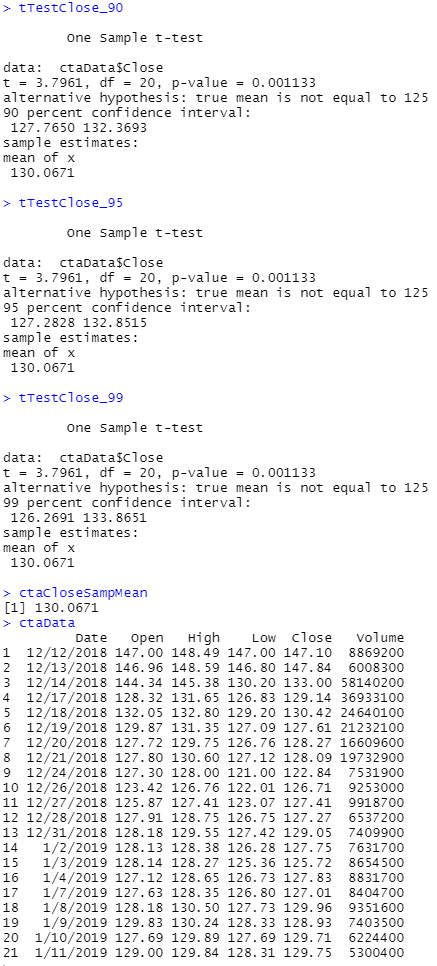 > tTestClose_90
One Sample t-test
data:  ctaData$Close
t = 3.7961, df = 20, p-value = 0.001133
alternative hypothesis: true mean is not equal to 125
90 percent confidence interval:
 127.7650 132.3693
sample estimates:
mean of x
 130.0671
> tTestClose_95
One Sample t-test
data:  ctaData$Close
t = 3.7961, df = 20, p-value = 0.001133
alternative hypothesis: true mean is not equal to 125
95 percent confidence interval:
 127.2828 132.8515
sample estimates:
mean of x
 130.0671
> tTestClose_99
One Sample t-test
data:  ctaData$Close
t = 3.7961, df = 20, p-value = 0.001133
alternative hypothesis: true mean is not equal to 125
99 percent confidence interval:
 126.2691 133.8651
sample estimates:
mean of x
 130.0671
> ctaCloseSampMean
[1] 130.0671
> ctaData
Date   Open   High    Low  Close   Volume
1  12/12/2018 147.00 148.49 147.00 147.10  8869200
2  12/13/2018 146.96 148.59 146.80 147.84  6008300
3  12/14/2018 144.34 145.38 130.20 133.00 58140200
4  12/17/2018 128.32 131.65 126.83 129.14 36933100
5  12/18/2018 132.05 132.80 129.20 130.42 24640100
6  12/19/2018 129.87 131.35 127.09 127.61 21232100
7  12/20/2018 127.72 129.75 126.76 128.27 16609600
8  12/21/2018 127.80 130.60 127.12 128.09 19732900
9  12/24/2018 127.30 128.00 121.00 122.84  7531900
10 12/26/2018 123.42 126.76 122.01 126.71  9253000
11 12/27/2018 125.87 127.41 123.07 127.41  9918700
12 12/28/2018 127.91 128.75 126.75 127.27  6537200
13 12/31/2018 128.18 129.55 127.42 129.05  7409900
14   1/2/2019 128.13 128.38 126.28 127.75  7631700
15   1/3/2019 128.14 128.27 125.36 125.72  8654500
16   1/4/2019 127.12 128.65 126.73 127.83  8831700
17   1/7/2019 127.63 128.35 126.80 127.01  8404700
18   1/8/2019 128.18 130.50 127.73 129.96  9351600
19   1/9/2019 129.83 130.24 128.33 128.93  7403500
20  1/10/2019 127.69 129.89 127.69 129.71  6224400
21  1/11/2019 129.00 129.84 128.31 129.75  5300400